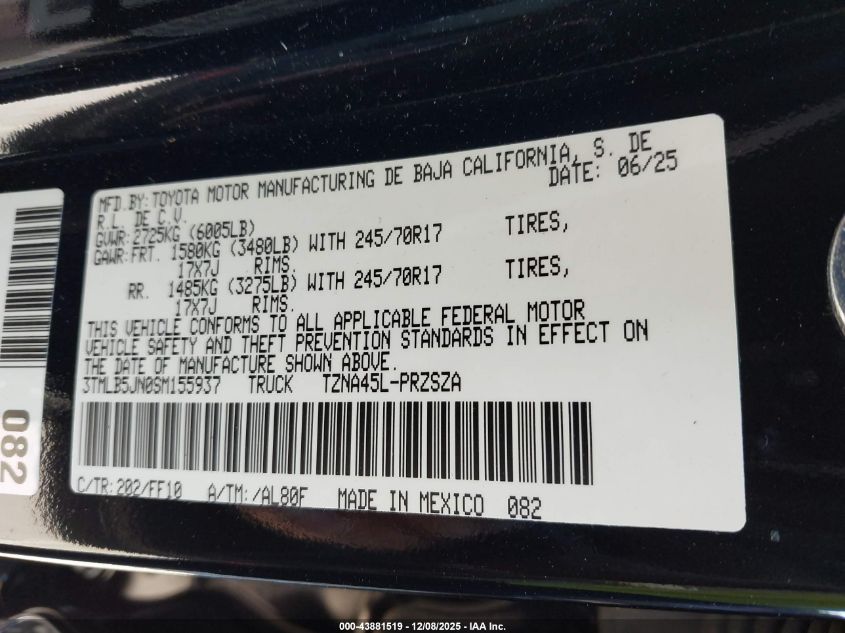 MFD.BY:TOYOTA MOTOR MANUFACTURING DE BAJA CALIFORNIA, S. DE
R.L. DE C.V. DATE: 06/25
GVWR:2725KG (6005LB)
GAWR:FRT. 1580KG (3480LB) WITH 245/70R17 TIRES,
17X7J RIMS.
RR. 1485KG (3275LB) WITH 245/70R17 TIRES,
17X7J RIMS.
THIS VEHICLE CONFORMS TO ALL APPLICABLE FEDERAL MOTOR
VEHICLE SAFETY AND THEFT PREVENTION STANDARDS IN EFFECT ON
THE DATE OF MANUFACTURE SHOWN ABOVE.
3TMLB5JN0SM155937 TRUCK TZNA45L-PRZSZA
C/TR:202/FF10 A/TM:/AL80F MADE IN MEXICO 082
082
000-43881519 - 12/08/2025 - IAA Inc.